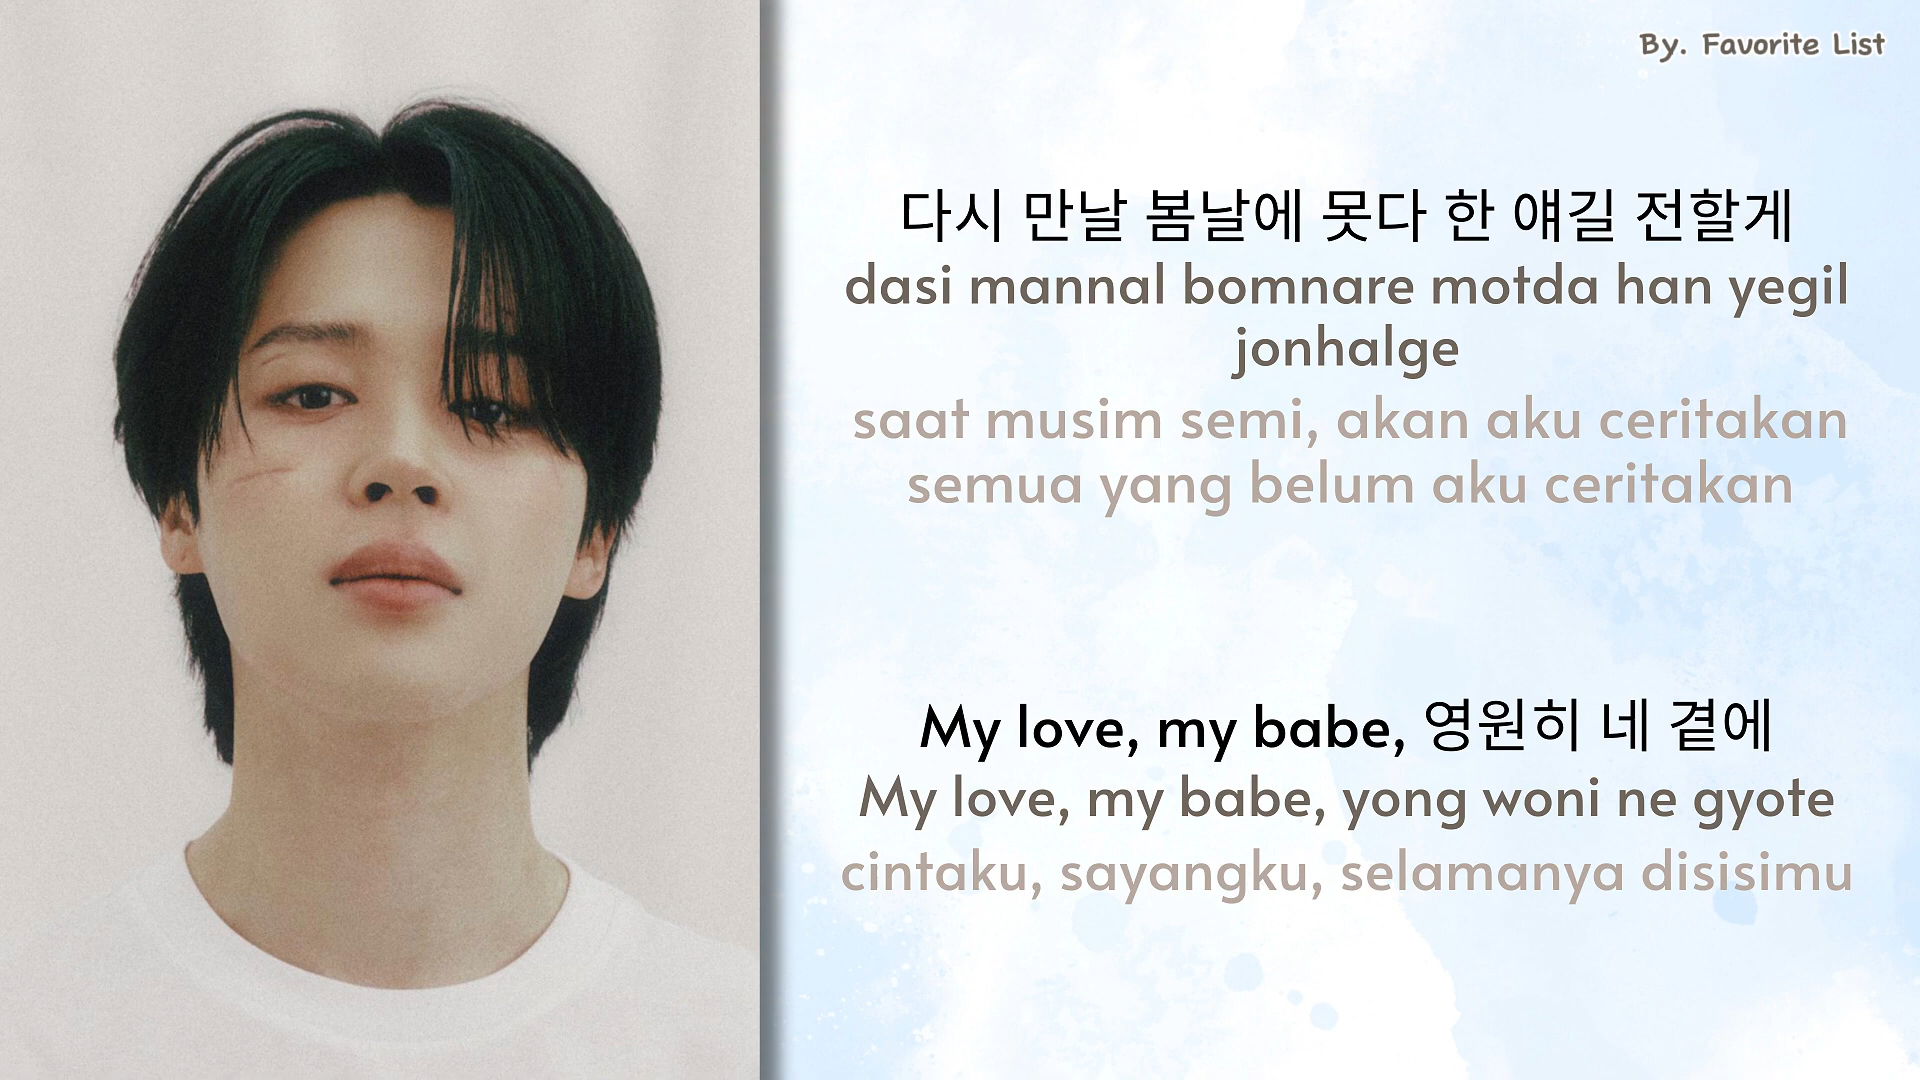 By. Favorite List
다시 만날 봄날에 못다 한 얘길 전할게
dasi mannal bomnare motda han yegil
jonhalge
saat musim semi, akan aku ceritakan
semua yang belum aku ceritakan
My love, my babe, 영원히 네 곁에
My love, my babe, yong woni ne gyote
cintaku, sayangku, selamanya disisimu